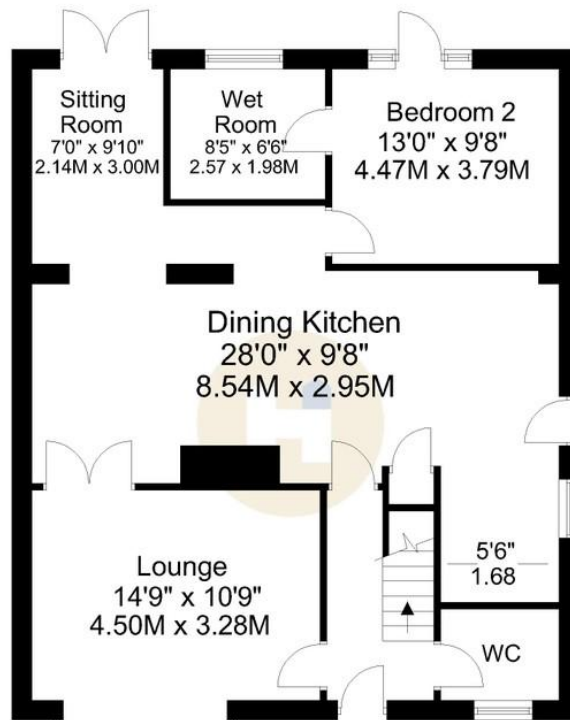 Sitting
Room
7'0" x 9'10"
2.14M x 3.00M
Wet
Room
8'5" x 6'6"
2.57 x 1.98M
Bedroom 2
13'0" x 9'8"
4.47M x 3.79M
Dining Kitchen
28'0" x 9'8"
8.54M x 2.95M
Lounge
14'9" x 10'9"
4.50M x 3.28M
5'6"
1.68
WC